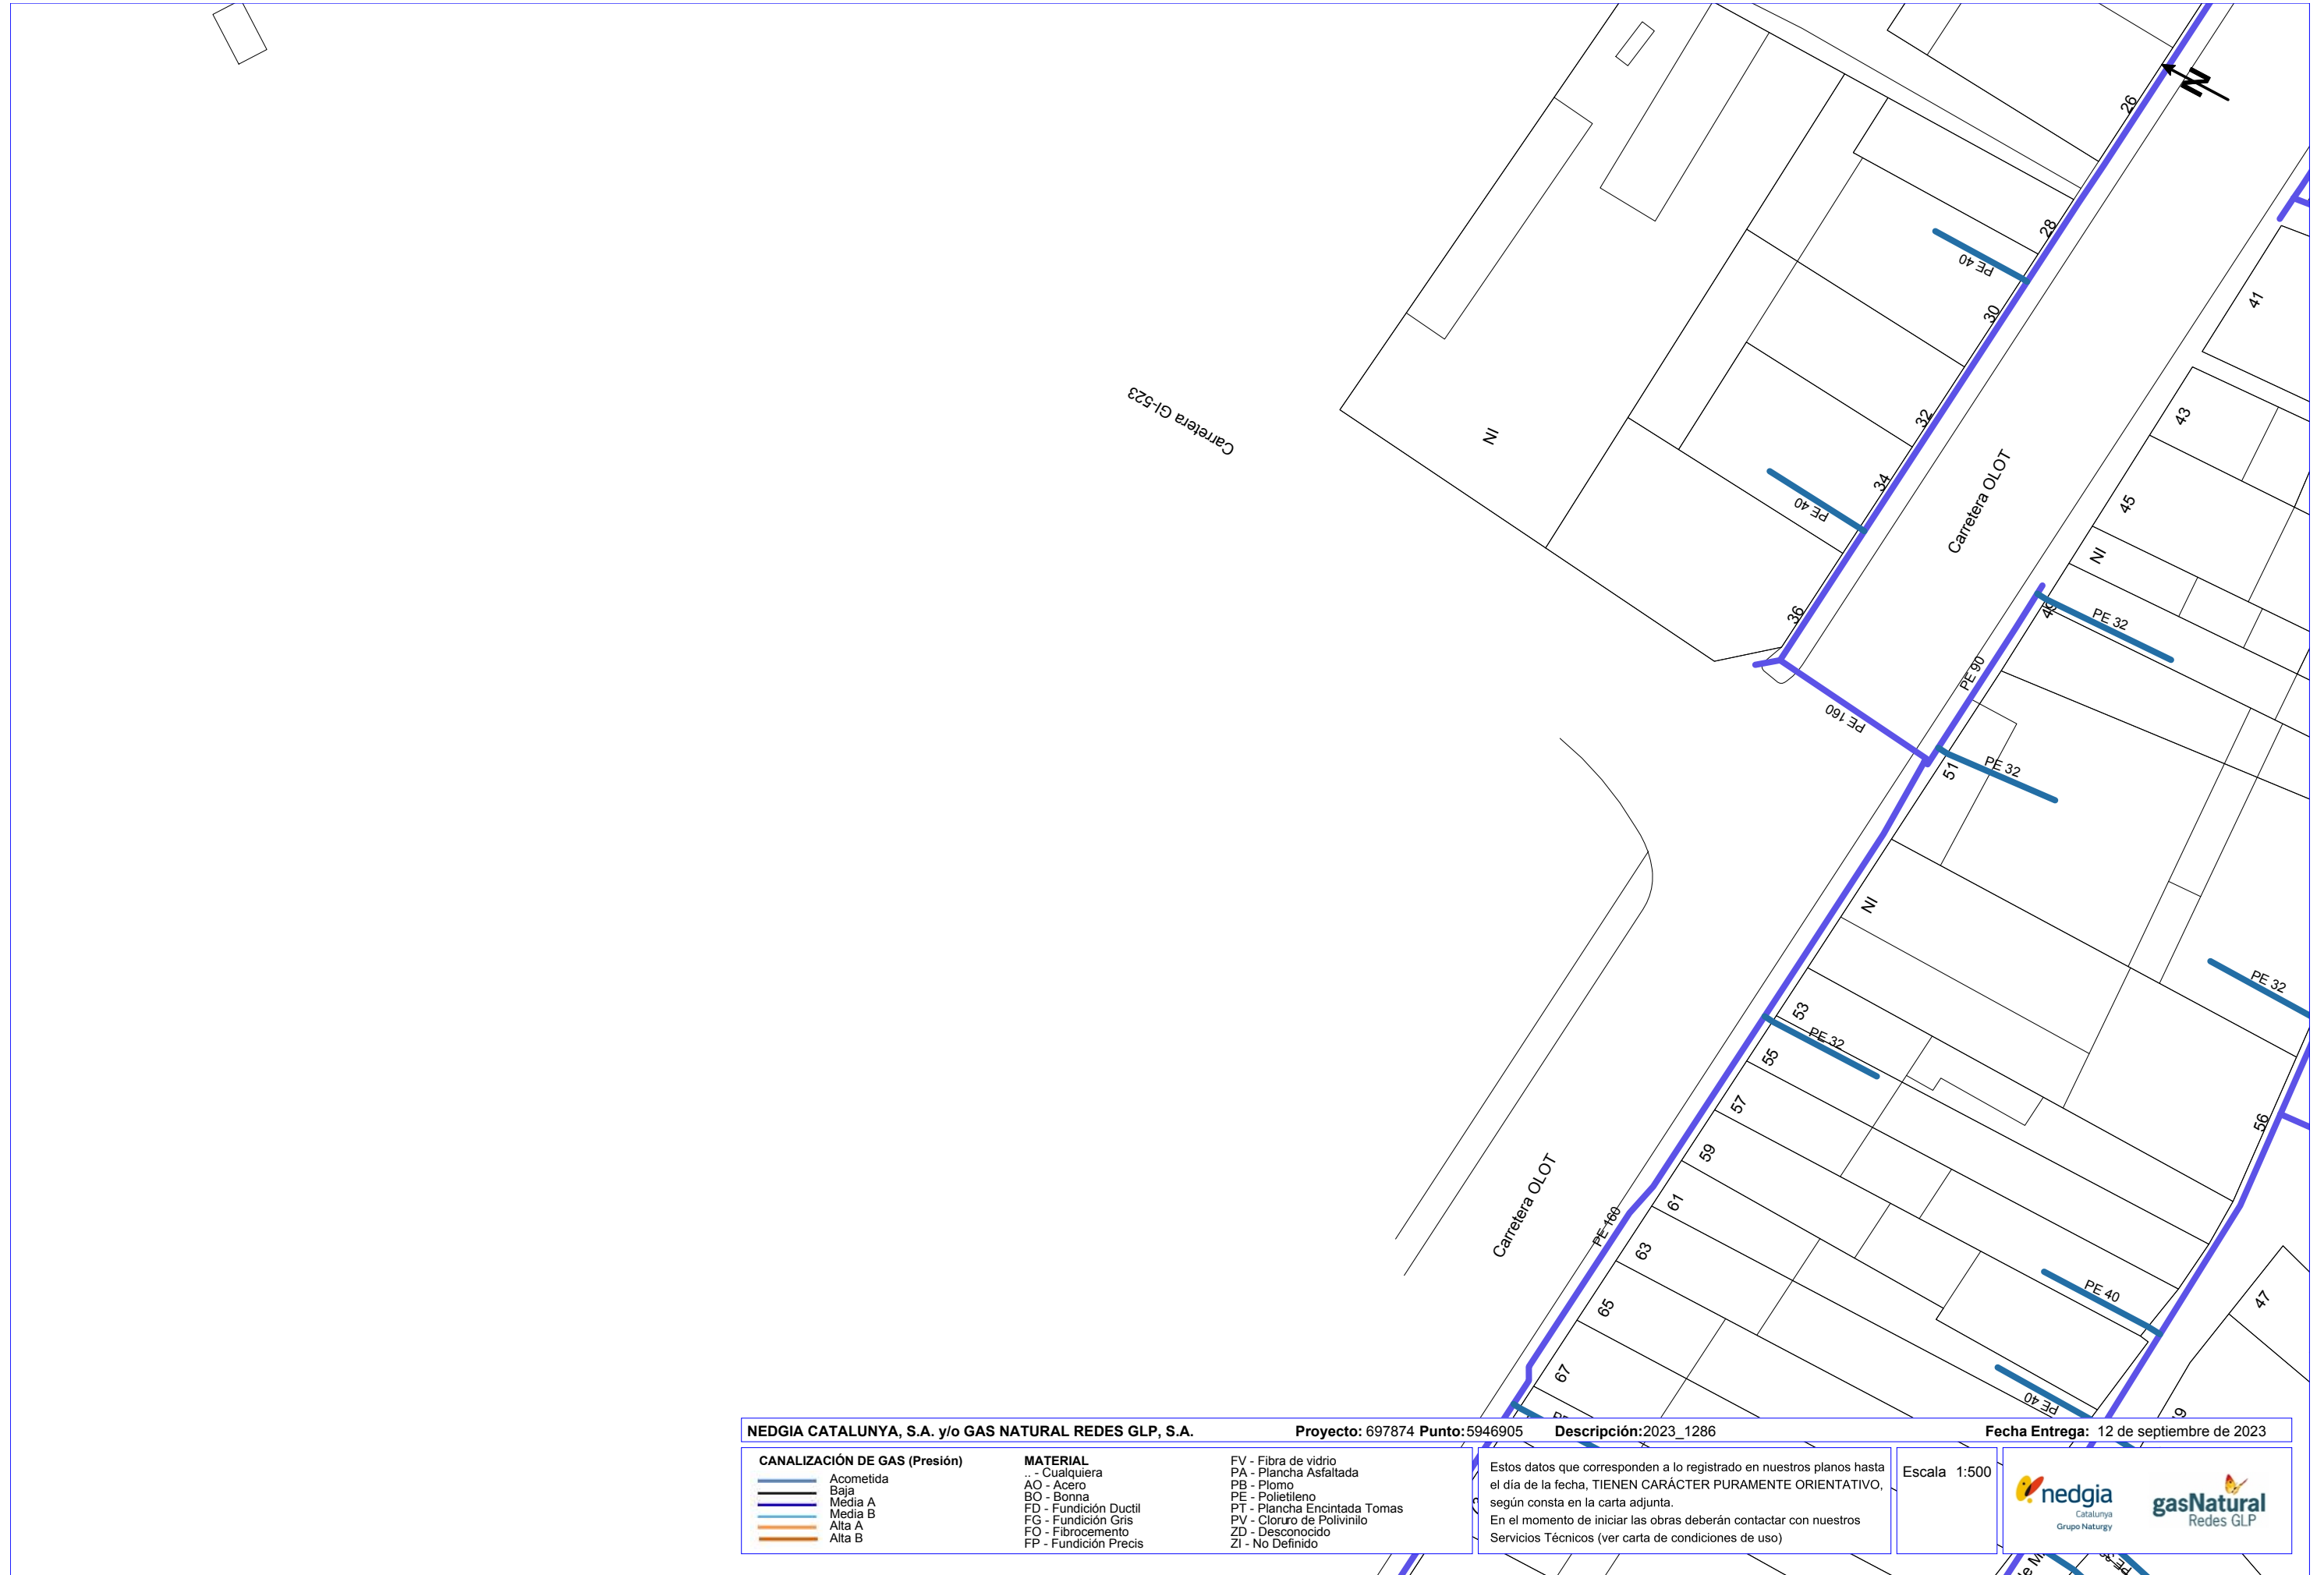 N
26
28
PE 40
30
41
Carretera GI-523
32
43
NI
34
PE 40
Carretera OLOT
45
NI
36
PE 32
PE 90
PE 160
51
PE 32
NI
PE 32
53
PE 32
55
57
56
59
Carretera OLOT
61
PE 160
63
PE 40
47
65
67
PE 40
NEDGIA CATALUNYA, S.A. y/o GAS NATURAL REDES GLP, S.A. Proyecto: 697874 Punto: 5946905 Descripción: 2023_1286 Fecha Entrega: 12 de septiembre de 2023
CANALIZACIÓN DE GAS (Presión)
Acometida
Baja
Media A
Media B
Alta A
Alta B
MATERIAL
.. - Cualquiera
AO - Acero
BO - Bonna
FD - Fundición Ductil
FG - Fundición Gris
FO - Fibrocemento
FP - Fundición Precis
FV - Fibra de vidrio
PA - Plancha Asfaltada
PB - Plomo
PE - Polietileno
PT - Plancha Encintada Tomas
PV - Cloruro de Polivinilo
ZD - Desconocido
ZI - No Definido
Estos datos que corresponden a lo registrado en nuestros planos hasta
el día de la fecha, TIENEN CARÁCTER PURAMENTE ORIENTATIVO,
según consta en la carta adjunta.
En el momento de iniciar las obras deberán contactar con nuestros
Servicios Técnicos (ver carta de condiciones de uso)
Escala 1:500
nedgia
Catalunya
Grupo Naturgy
gasNatural
Redes GLP